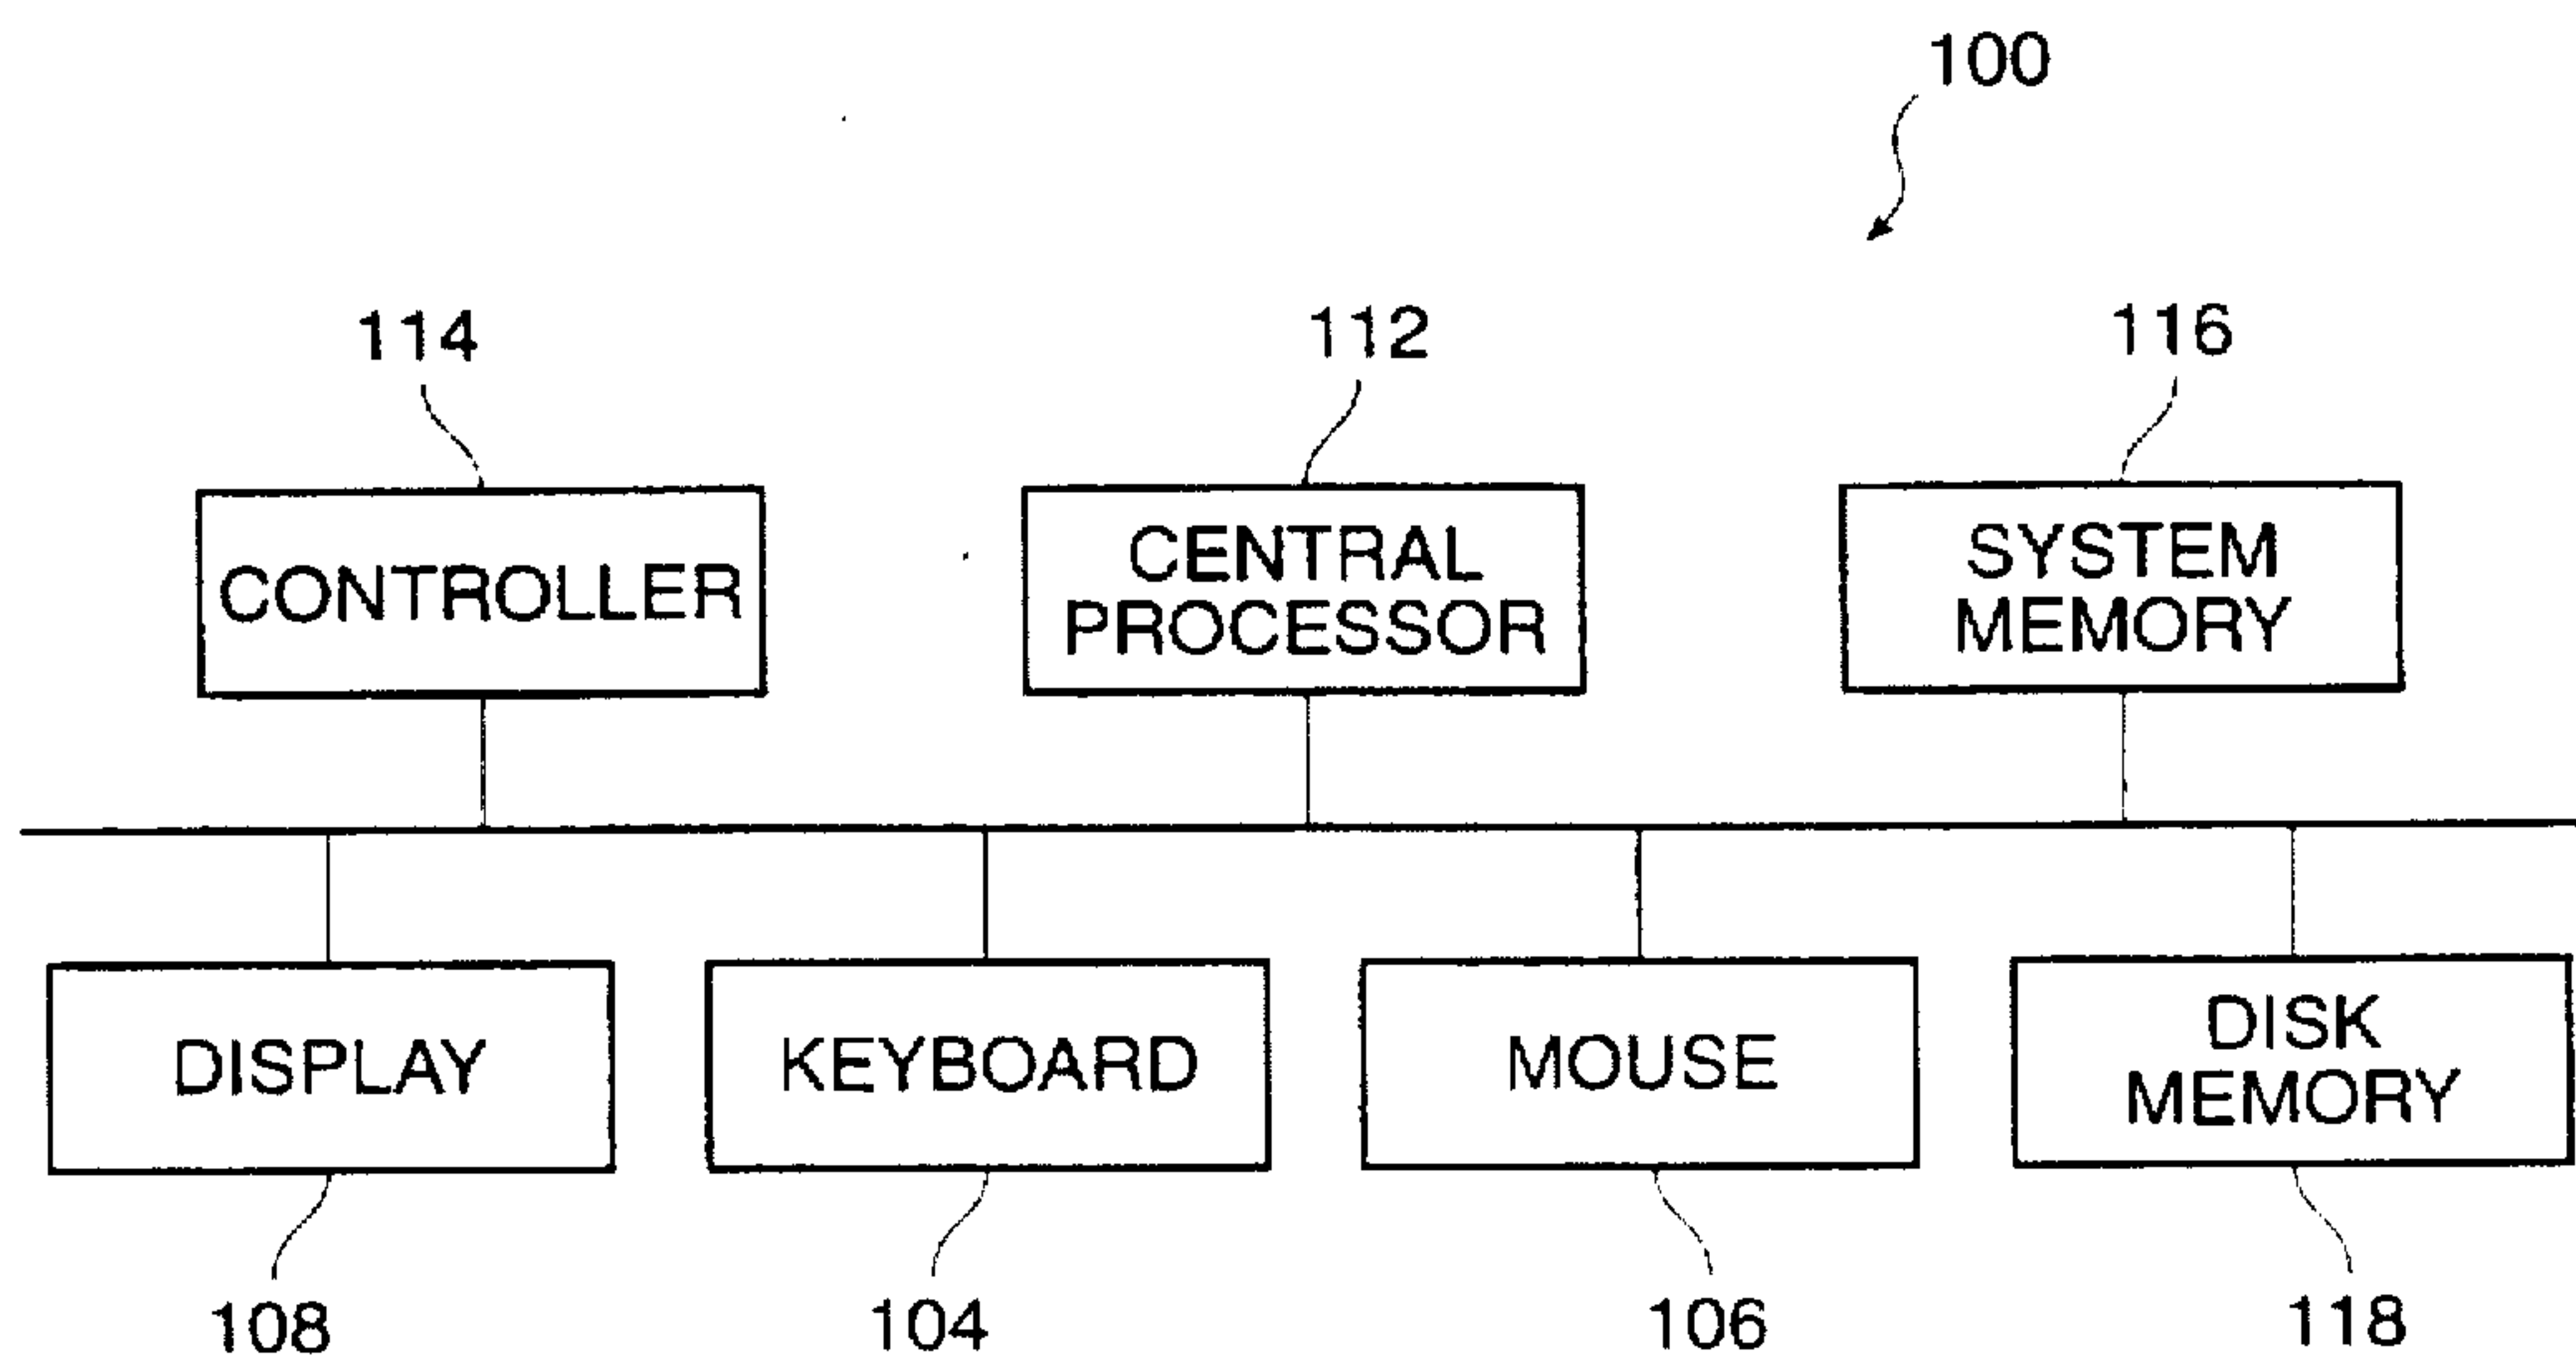 100
114
112
116
CONTROLLER
CENTRAL
PROCESSOR
SYSTEM
MEMORY
DISPLAY
KEYBOARD
MOUSE
DISK
MEMORY
108
104
106
118